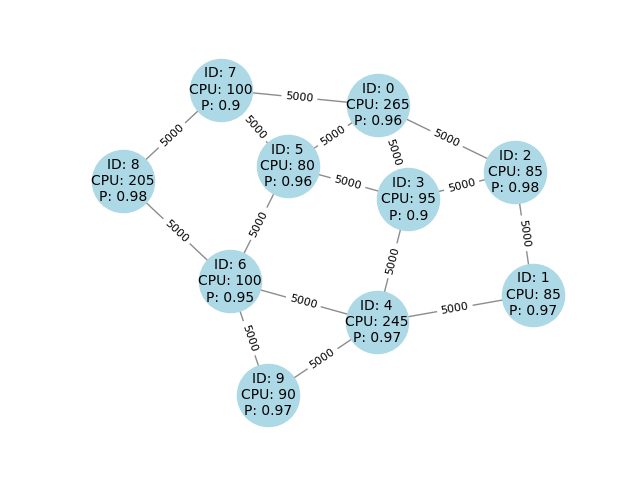 ID: 7
CPU: 100
P: 0.9
ID: 0
CPU: 265
P: 0.96
5000
5000
5000
5000
5000
5000
ID: 5
CPU: 80
P: 0.96
ID: 2
CPU: 85
P: 0.98
ID: 8
CPU: 205
P: 0.98
5000
5000
ID: 3
CPU: 95
P: 0.9
5000
5000
5000
5000
ID: 6
CPU: 100
P: 0.95
ID: 1
CPU: 85
P: 0.97
5000
5000
ID: 4
CPU: 245
P: 0.97
5000
5000
ID: 9
CPU: 90
P: 0.97